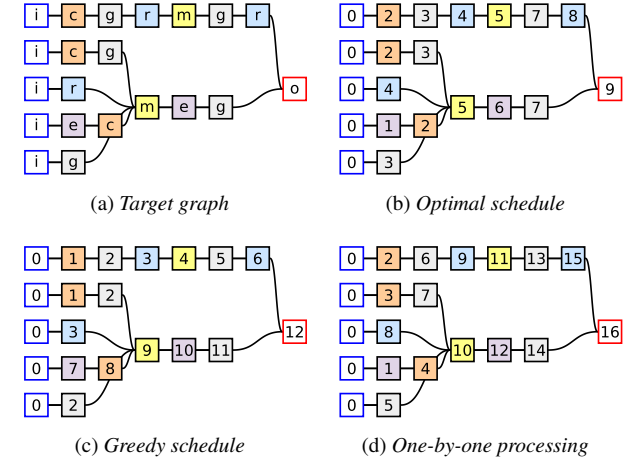 i c g r m g r
i c g
i r
o
m e g
i e c
i g
(a) Target graph
0 2 3 4 5 7 8
0 2 3
0 4
9
5 6 7
0 1 2
0 3
(b) Optimal schedule
0 1 2 3 4 5 6
0 1 2
0 3
12
9 10 11
0 7 8
0 2
(c) Greedy schedule
0 2 6 9 11 13 15
0 3 7
0 8
16
10 12 14
0 1 4
0 5
(d) One-by-one processing